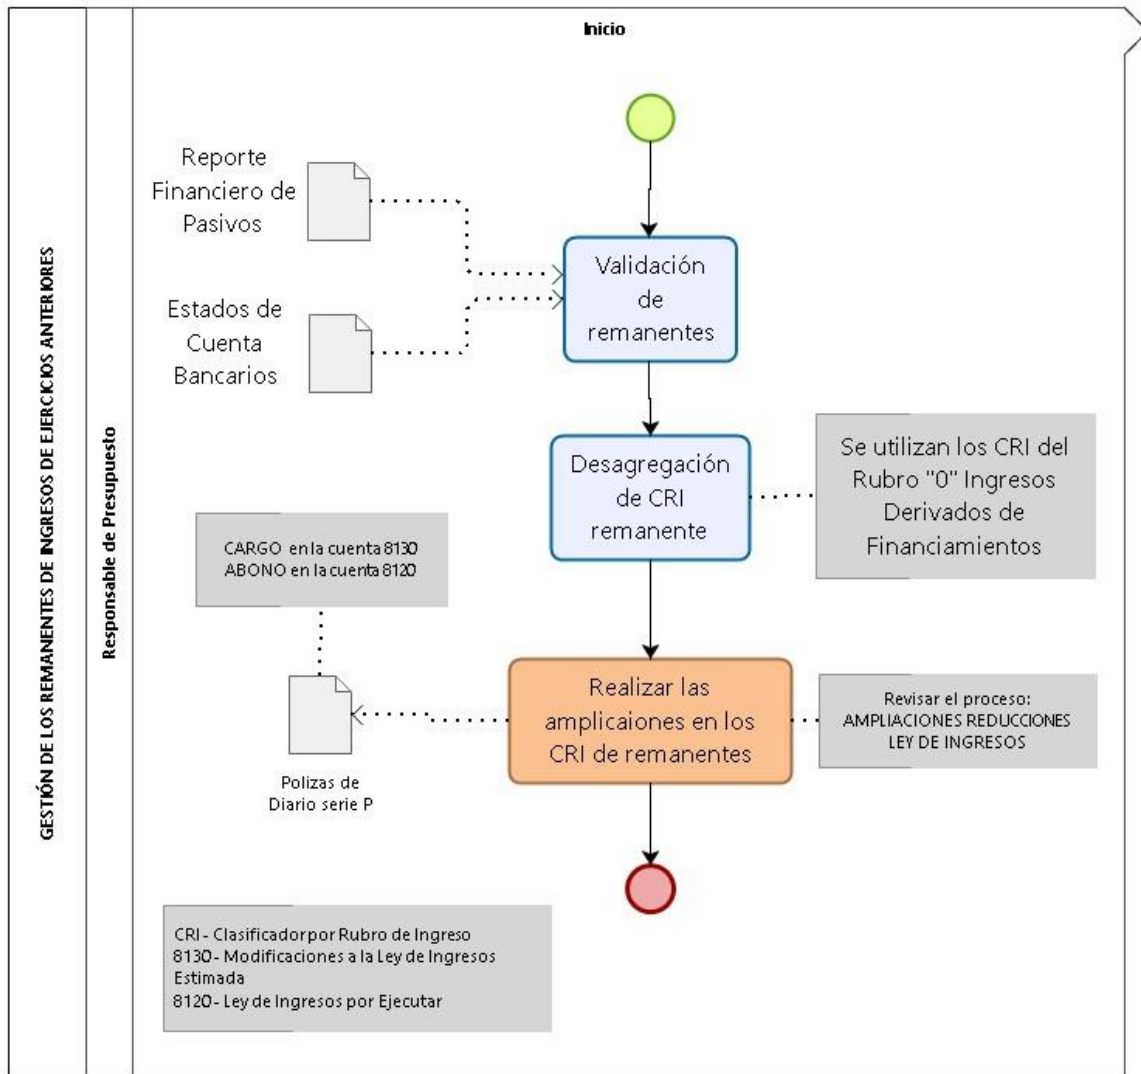 GESTIÓN DE LOS REMANENTES DE INGRESOS DE EJERCICIOS ANTERIORES
Responsable de Presupuesto
Inicio
Reporte
Financiero de
Pasivos
Estados de
Cuenta
Bancarios
Validación
de
remanentes
Desagregación
de CRI
remanente
Se utilizan los CRI del
Rubro "0" Ingresos
Derivados de
Financiamientos
CARGO en la cuenta 8130
ABONO en la cuenta 8120
Realizar las
amplicaiones en los
CRI de remanentes
Revisar el proceso:
AMPLIACIONES REDUCCIONES
LEY DE INGRESOS
Polizas de
Diario serie P
CRI - Clasificador por Rubro de Ingreso
8130 - Modificaciones a la Ley de Ingresos
Estimada
8120 - Ley de Ingresos por Ejecutar